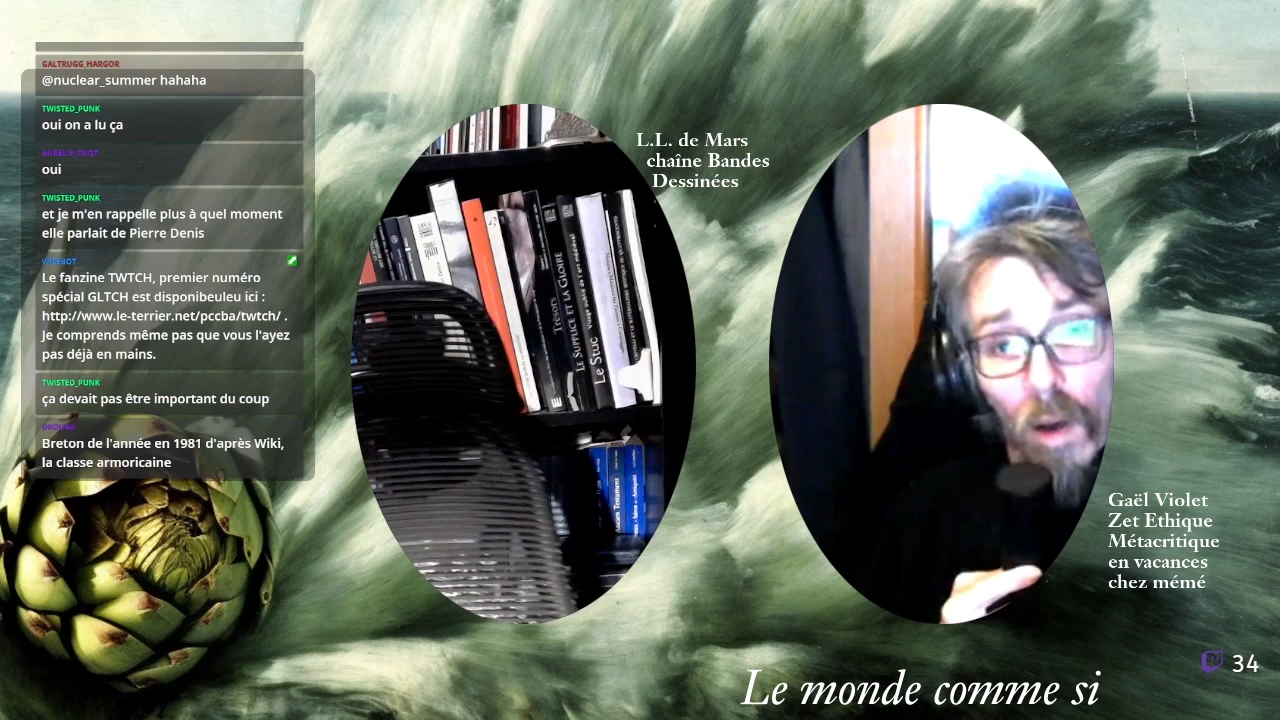 GALTRUGG_HARGOR
@nuclear_summer hahaha
TWISTED_PUNK
oui on a lu ça
AURELIE_CNQT
oui
TWISTED_PUNK
et je m'en rappelle plus à quel moment
elle parlait de Pierre Denis
WIZEBOT
Le fanzine TWTCH, premier numéro
spécial GLTCH est disponibeuleu ici :
http://www.le-terrier.net/pccba/twtch/ .
Je comprends même pas que vous l'ayez
pas déjà en mains.
TWISTED_PUNK
ça devait pas être important du coup
Breton de l'année en 1981 d'après Wiki,
la classe armoricaine
L.L. de Mars
chaîne Bandes
Dessinées
Trésors
Le Supplice et la Gloire
Le Stuc
Ancien Testament
Gaël Violet
Zet Ethique
Métacritique
en vacances
chez mémé
34
Le monde comme si